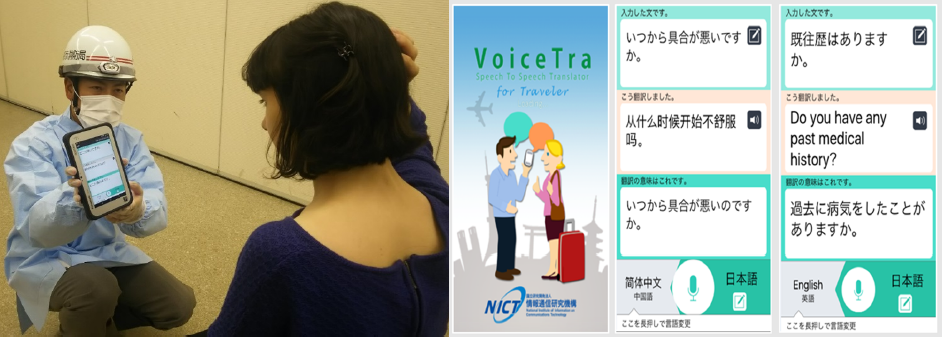 消防局
VoiceTra
Speech To Speech Translator
for Traveler
NICT
国立研究開発法人
情報通信研究機構
National Institute of Information and
Communications Technology
入力した文です。
いつから具合が悪いです
か。
こう翻訳しました。
从什么时候开始不舒服
吗。
翻訳の意味はこれです。
いつから具合が悪いのです
か。
简体中文
中国語
日本語
ここを長押しで言語変更
入力した文です。
既往歴はあります
か。
こう翻訳しました。
Do you have any
past medical
history?
翻訳の意味はこれです。
過去に病気をしたことが
ありますか。
English
英語
日本語
ここを長押しで言語変更